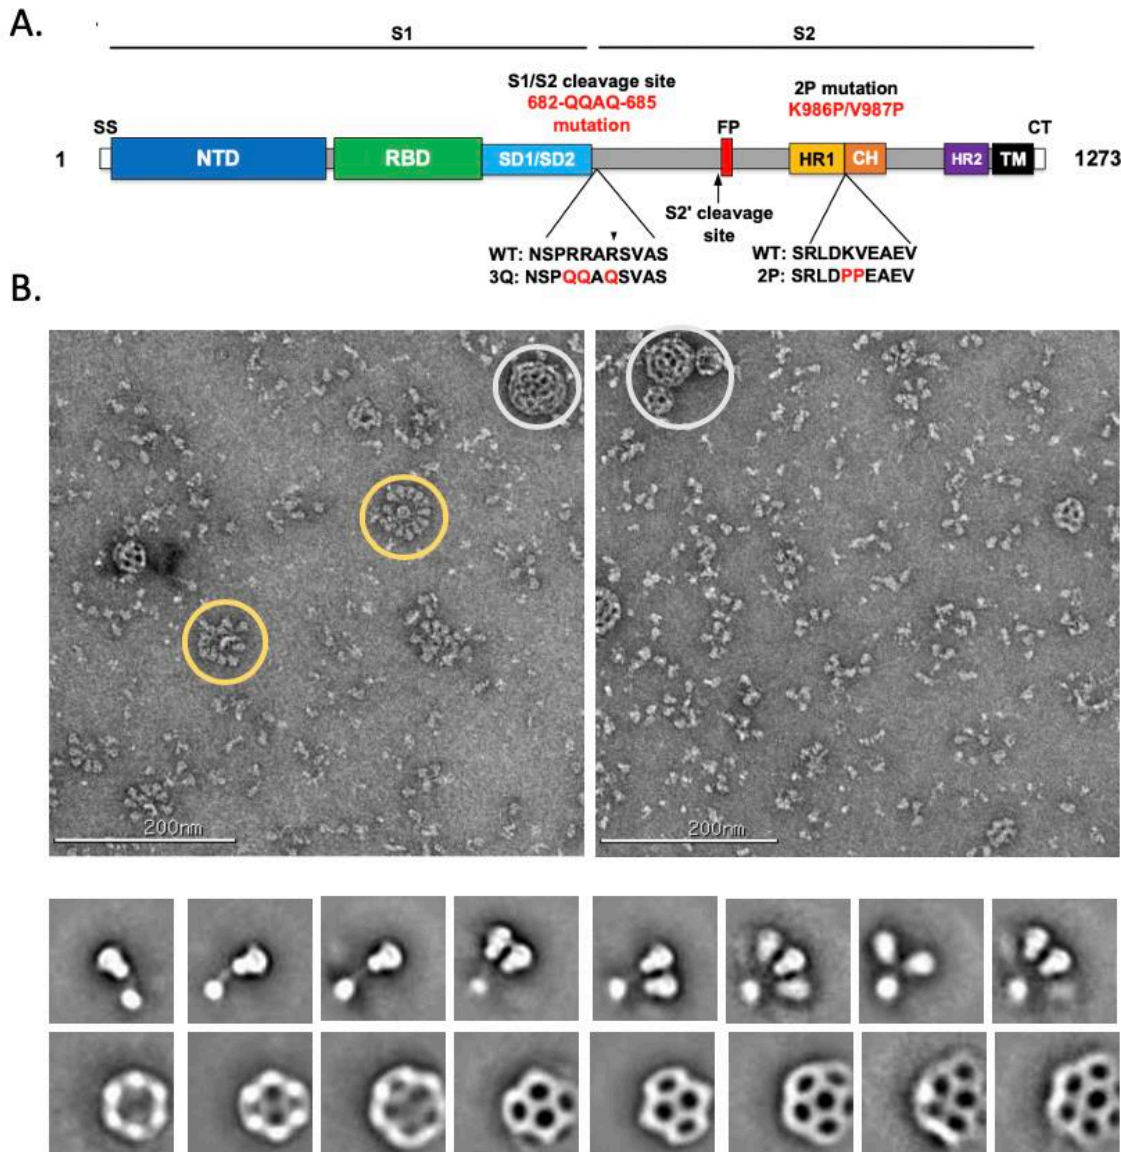 A.
S1 S2
S1/S2 cleavage site
682-QQAQ-685
mutation
2P mutation
K986P/V987P
SS FP CT
1 NTD RBD SD1/SD2 HR1 CH HR2 TM 1273
S2' cleavage
site
WT: NSPRRARSVAS
3Q: NSPQQAQSVAS
WT: SRLDKVEAEV
2P: SRLDPPEAEV
B.
200nm 200nm